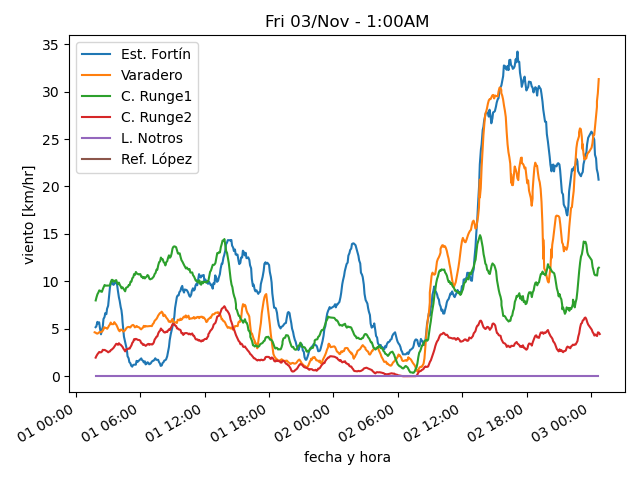 Fri 03/Nov - 1:00AM
Est. Fortín
Varadero
C. Runge1
C. Runge2
L. Notros
Ref. López
viento [km/hr]
35
30
25
20
15
10
5
0
01 00:00
01 06:00
01 12:00
01 18:00
02 00:00
02 06:00
02 12:00
02 18:00
03 00:00
fecha y hora